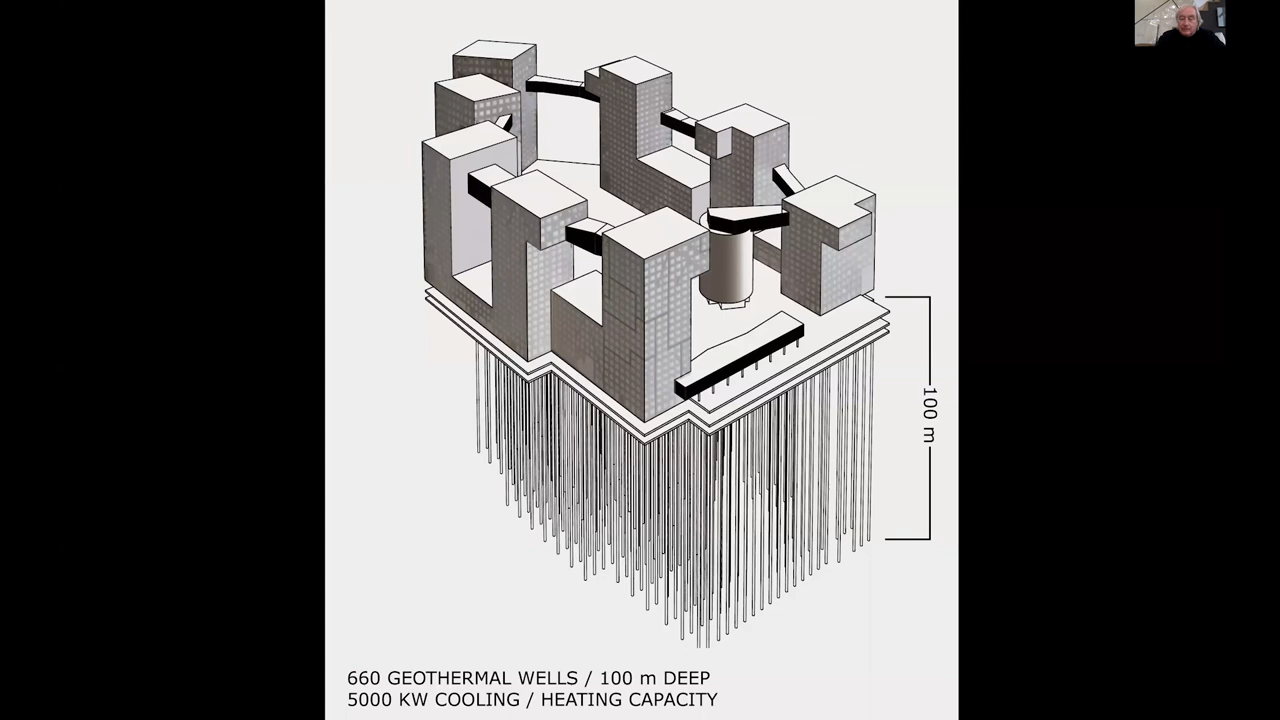 100 m
660 GEOTHERMAL WELLS / 100 m DEEP
5000 KW COOLING / HEATING CAPACITY